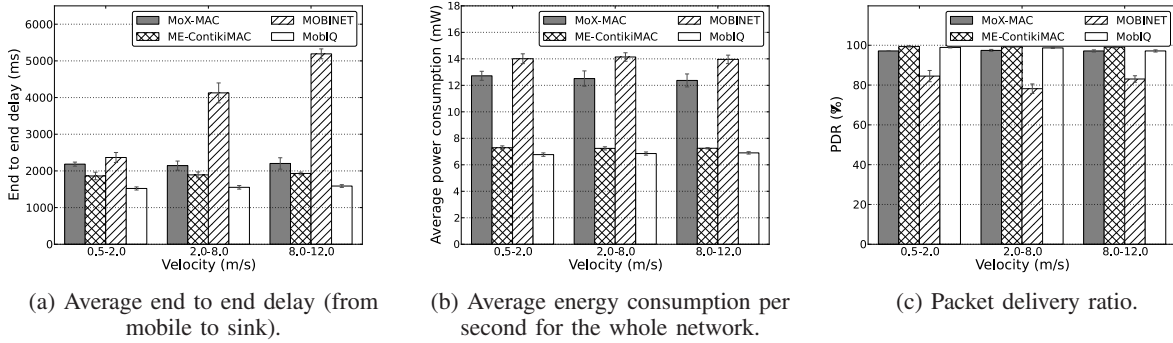 6000
5000
4000
3000
2000
1000
0
End to end delay (ms)
MoX-MAC
ME-ContikiMAC
MOBINET
MobIQ
0.5-2.0
2.0-8.0
8.0-12.0
Velocity (m/s)
(a) Average end to end delay (from
mobile to sink).
18
16
14
12
10
8
6
4
2
0
Average power consumption (mW)
MoX-MAC
ME-ContikiMAC
MOBINET
MobIQ
0.5-2.0
2.0-8.0
8.0-12.0
Velocity (m/s)
(b) Average energy consumption per
second for the whole network.
120
100
80
60
40
20
0
PDR (%)
MoX-MAC
ME-ContikiMAC
MOBINET
MobIQ
0.5-2.0
2.0-8.0
8.0-12.0
Velocity (m/s)
(c) Packet delivery ratio.